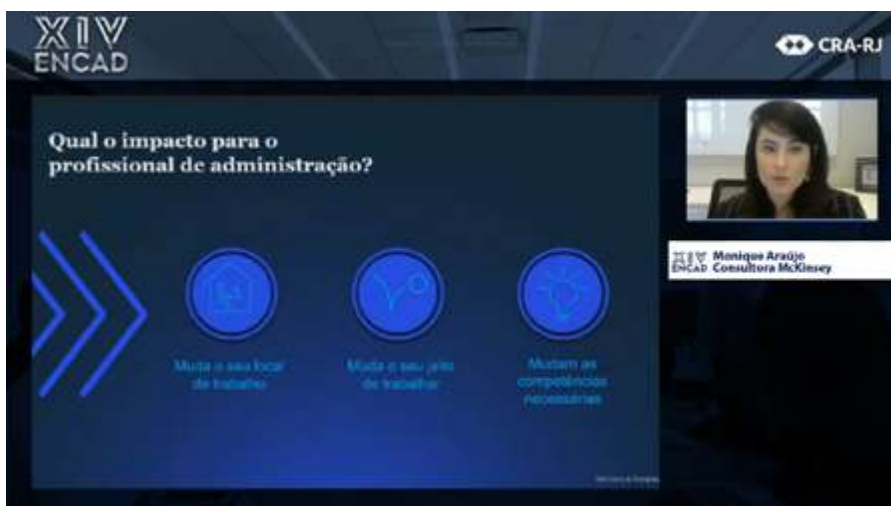 XIV
ENCAD
CRA-RJ
Qual o impacto para o
profissional de administração?
XIV
ENCAD
Monique Araújo
Consultora McKinsey
Muda o seu local
de trabalho
Muda o seu jeito
de trabalhar
Mudam as
competências
necessárias